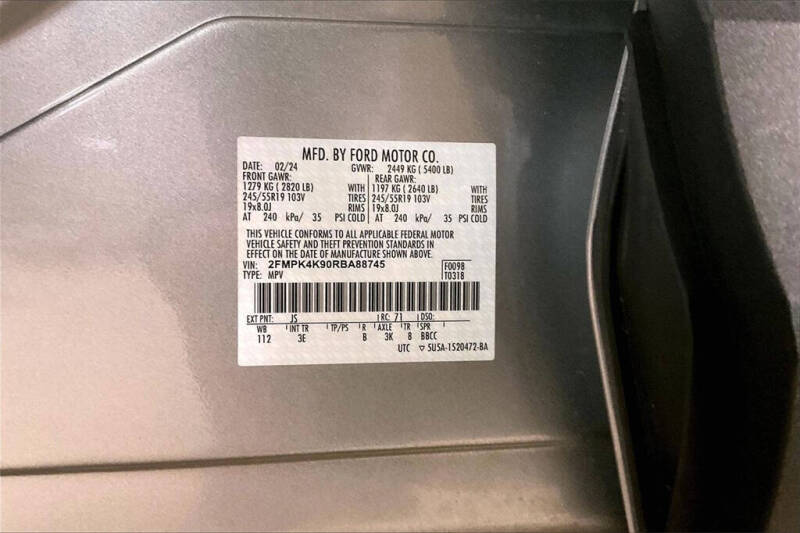 MFD. BY FORD MOTOR CO.
DATE: 02/24 GVWR: 2449 KG ( 5400 LB)
FRONT GAWR: REAR GAWR:
1279 KG ( 2820 LB) WITH 1197 KG ( 2640 LB) WITH
245/55R19 103V TIRES 245/55R19 103V TIRES
19x8.0J RIMS 19x8.0J RIMS
AT 240 kPa/ 35 PSI COLD AT 240 kPa/ 35 PSI COLD
THIS VEHICLE CONFORMS TO ALL APPLICABLE FEDERAL MOTOR
VEHICLE SAFETY AND THEFT PREVENTION STANDARDS IN
EFFECT ON THE DATE OF MANUFACTURE SHOWN ABOVE.
VIN: 2FMPK4K90RBA88745 F0098
TYPE: MPV T0318
EXT PNT: JS RC: 71 DSO:
WB INT TR TP/PS R AXLE TR SPR
112 3E B 3K B BBCC
UTC ▽ 5U5A-1520472-BA